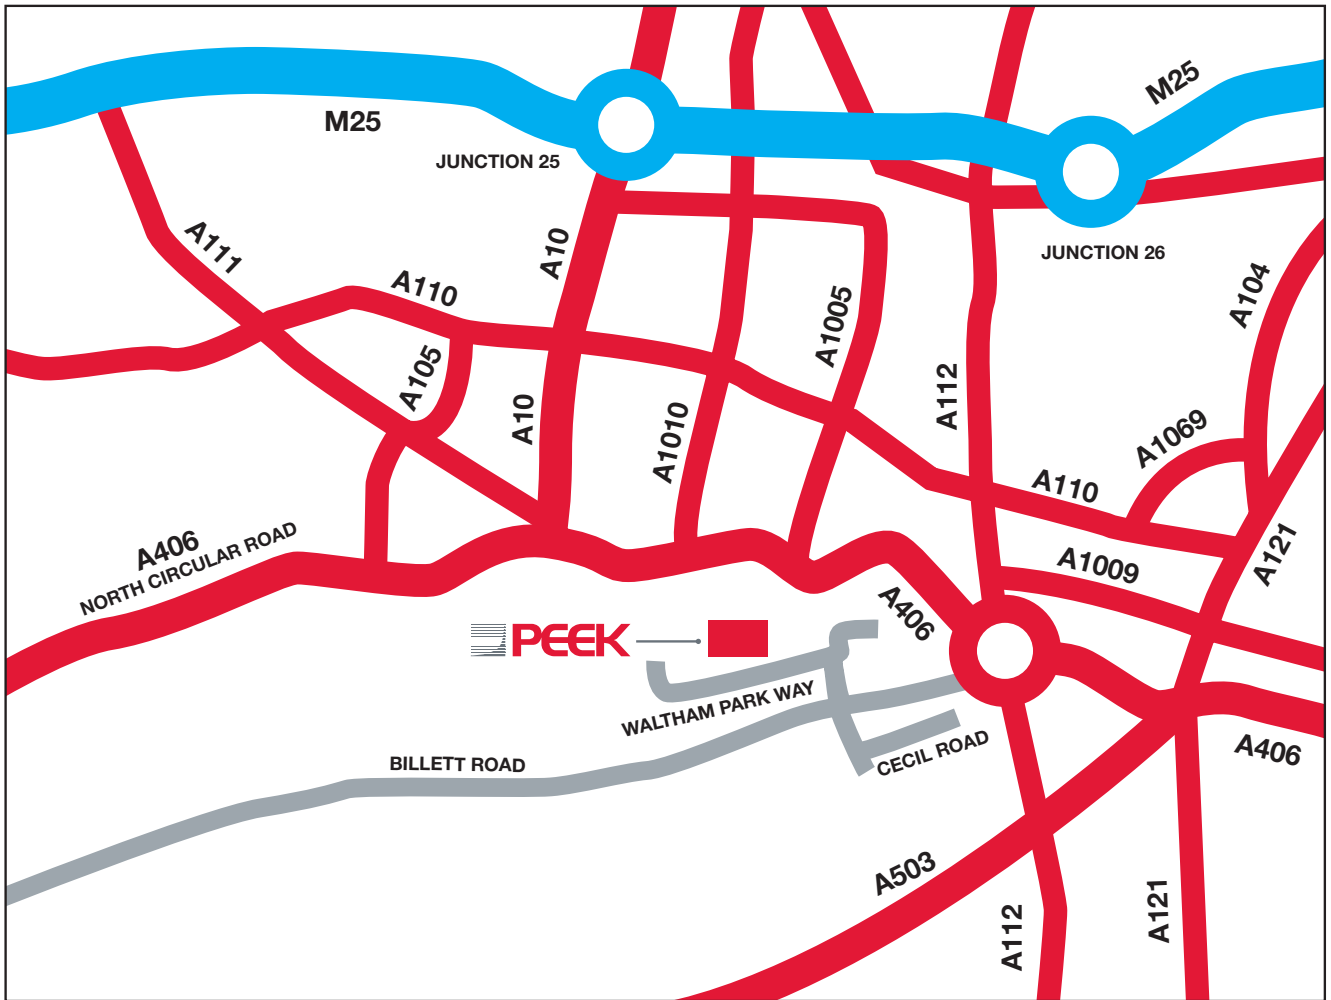 M25
M25
JUNCTION 25
JUNCTION 26
A111
A10
A110
A104
A1005
A105
A112
A10
A1010
A1069
A110
A406
NORTH CIRCULAR ROAD
A121
A1009
A406
PEEK
WALTHAM PARK WAY
CECIL ROAD
A406
BILLETT ROAD
A503
A112
A121